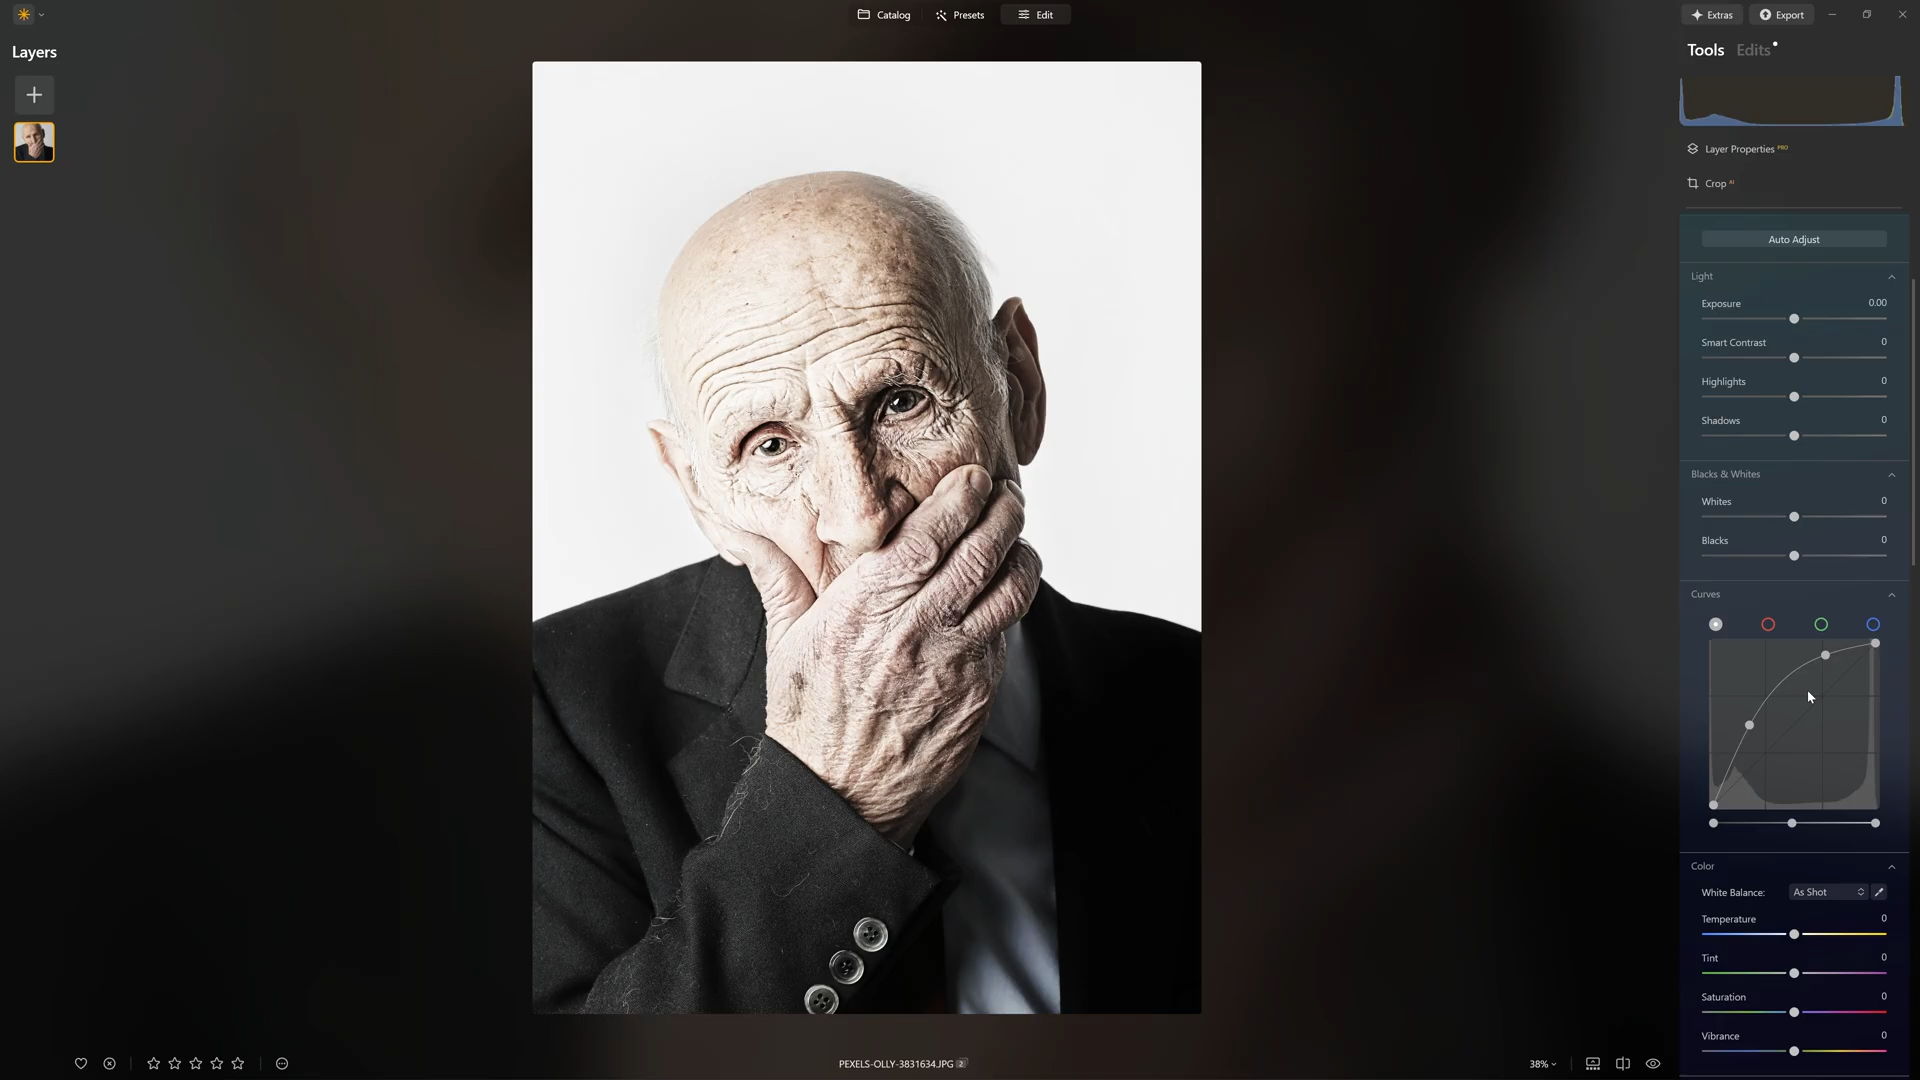 Catalog
Presets
Edit
Extras
Export
Layers
Tools Edits
Layer Properties PRO
Crop AI
Auto Adjust
Light
Exposure 0.00
Smart Contrast 0
Highlights 0
Shadows 0
Blacks & Whites
Whites 0
Blacks 0
Curves
Color
White Balance: As Shot
Temperature 0
Tint 0
Saturation 0
Vibrance 0
PEXELS-OLLY-3831634.JPG 2
38%